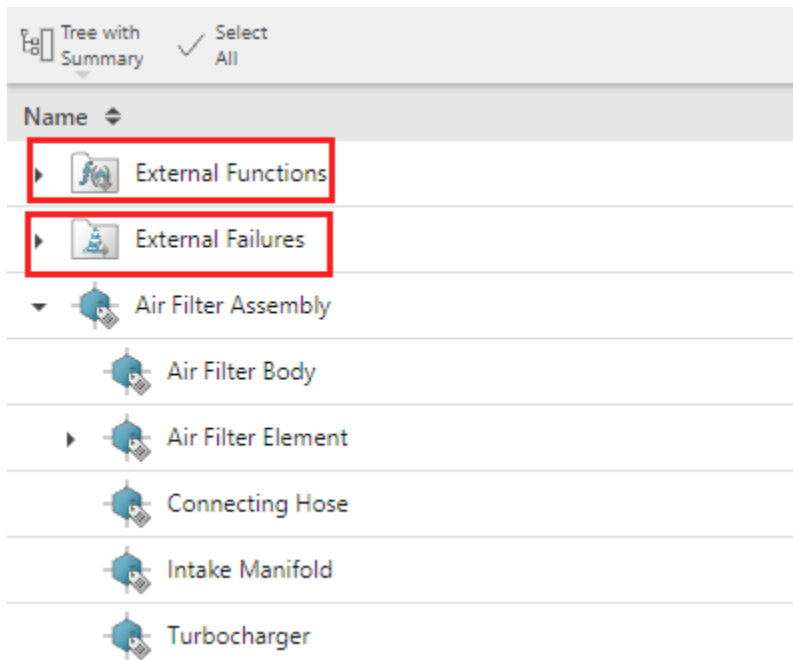 Tree with
Summary
Select
All
Name
External Functions
External Failures
Air Filter Assembly
Air Filter Body
Air Filter Element
Connecting Hose
Intake Manifold
Turbocharger